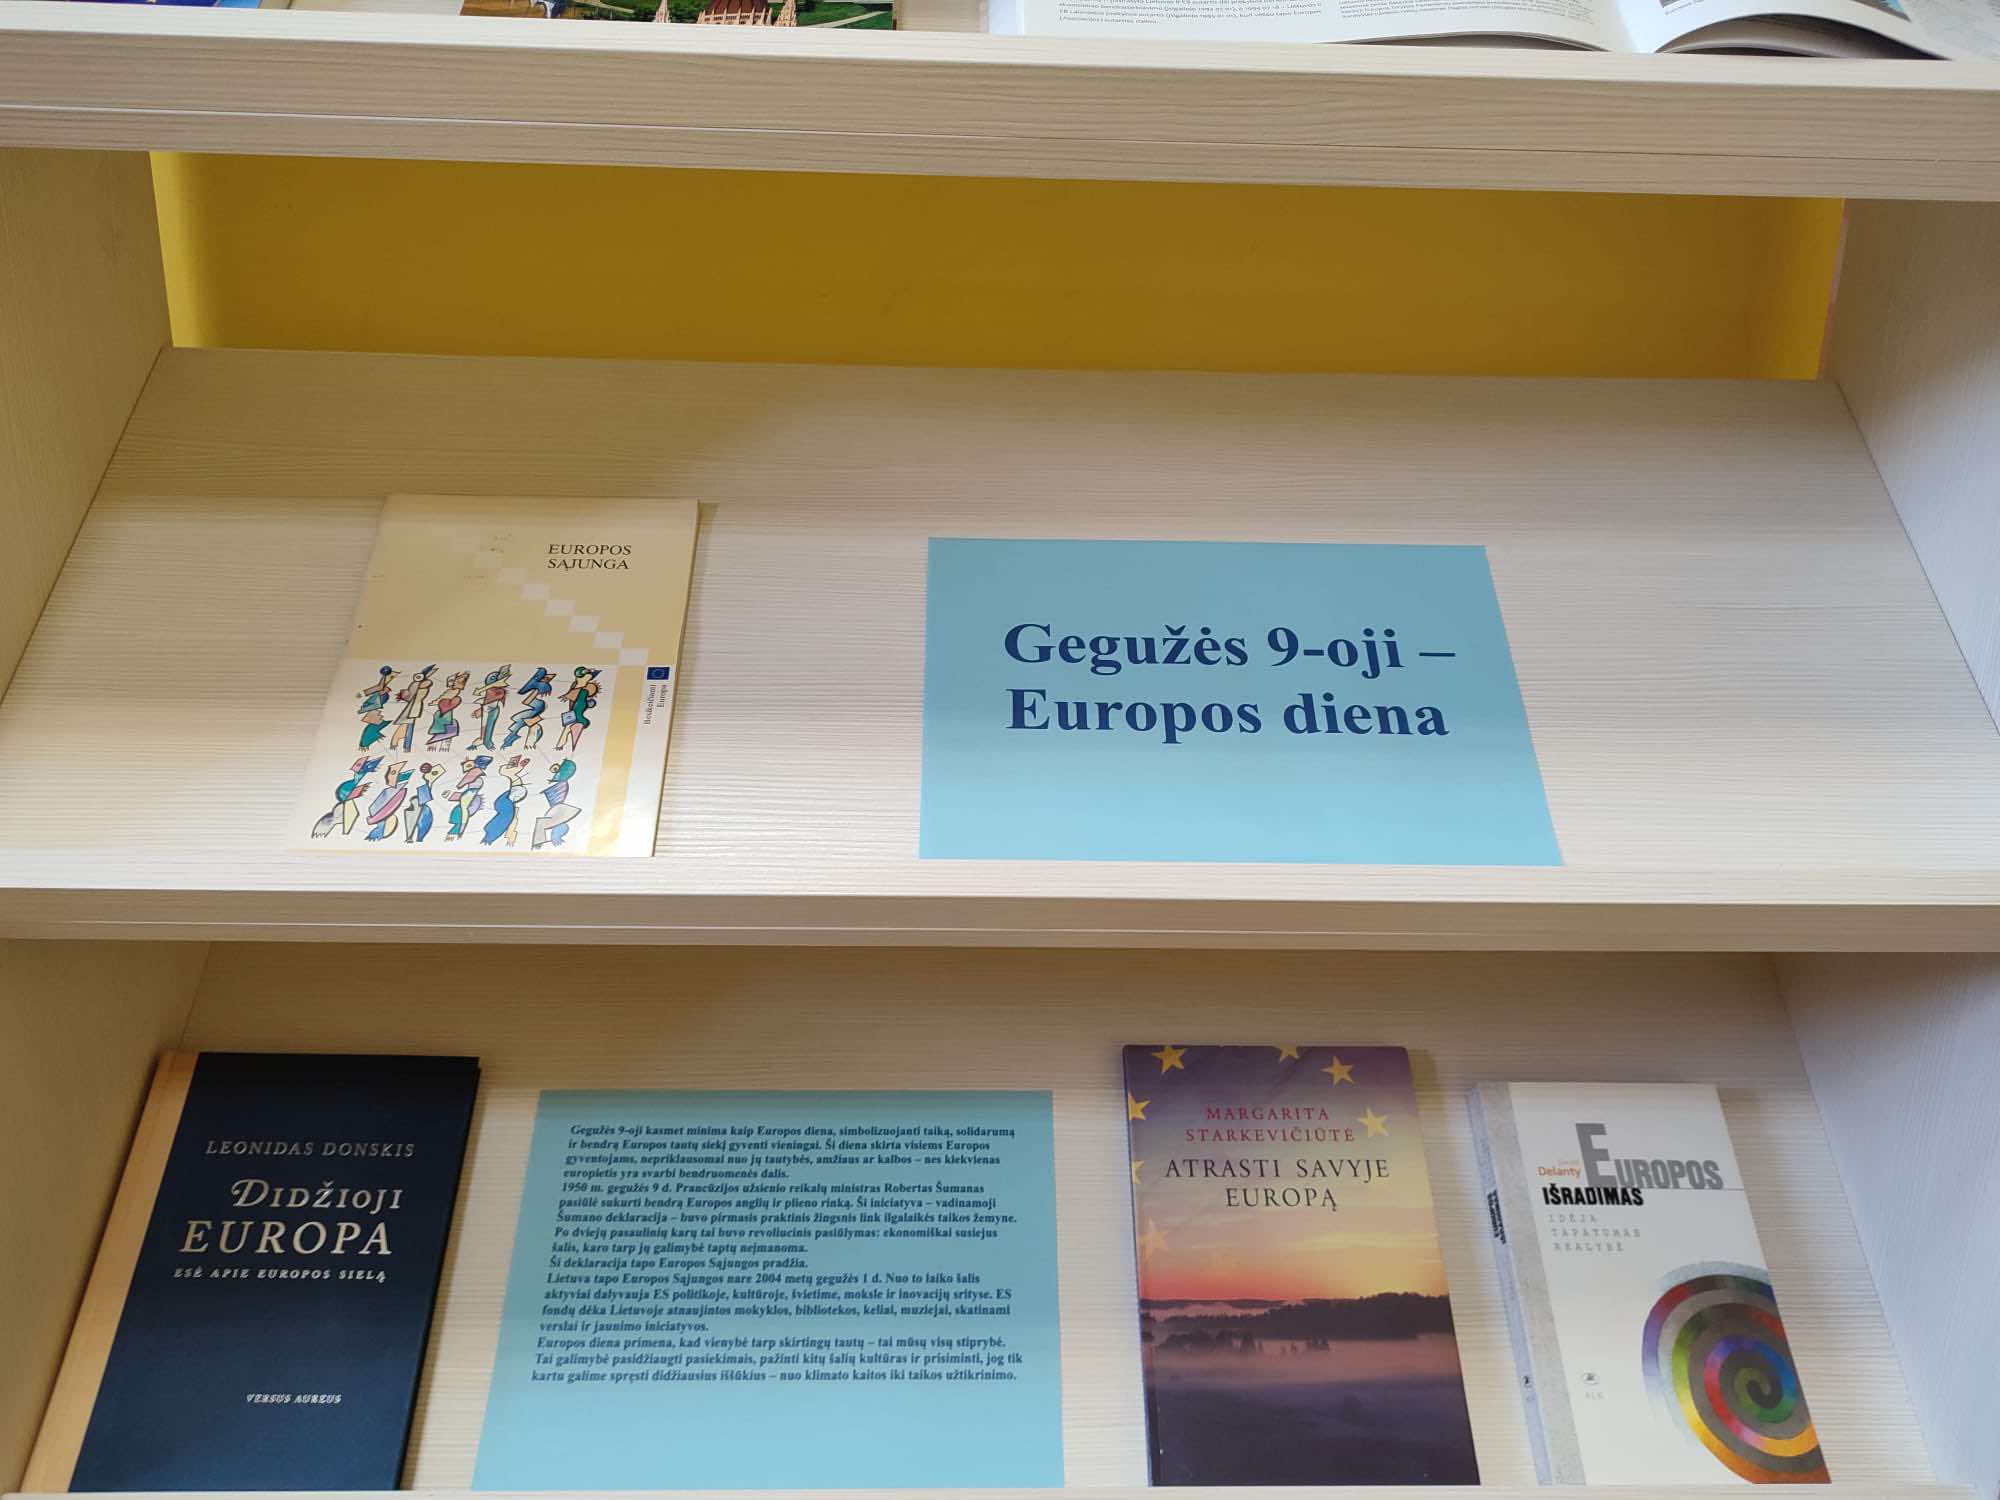 EUROPOS
SĄJUNGA
Europa
Gegužės 9-oji –
Europos diena
LEONIDAS DONSKIS
DIDŽIOJI
EUROPA
ESĖ APIE EUROPOS SIELĄ
VERSUS AUREUS
Gegužės 9-oji kasmet minima kaip Europos diena, simbolizuojanti taiką, solidarumą
ir bendrą Europos tautų siekį gyventi vieningai. Ši diena skirta visiems Europos
gyventojams, nepriklausomai nuo jų tautybės, amžiaus ar kalbos – nes kiekvienas
europietis yra svarbi bendruomenės dalis.
1950 m. gegužės 9 d. Prancūzijos užsienio reikalų ministras Robertas Šumanas
pasiūlė sukurti bendrą Europos anglių ir plieno rinką. Ši iniciatyva – vadinamoji
Šumano deklaracija – buvo pirmasis praktinis žingsnis link ilgalaikės taikos žemyne.
Po dviejų pasaulinių karų tai buvo revoliucinis pasiūlymas: ekonomiškai susiejus
šalis, karo tarp jų galimybė taptų neįmanoma.
Ši deklaracija tapo Europos Sąjungos pradžia.
Lietuva tapo Europos Sąjungos nare 2004 metų gegužės 1 d. Nuo to laiko šalis
aktyviai dalyvauja ES politikoje, kultūroje, švietime, moksle ir inovacijų srityse. ES
fondų dėka Lietuvoje atnaujintos mokyklos, bibliotekos, keliai, muziejai, skatinami
verslai ir jaunimo iniciatyvos.
Europos diena primena, kad vienybė tarp skirtingų tautų – tai mūsų visų stiprybė.
Tai galimybė pasidžiaugti pasiekimais, pažinti kitų šalių kultūras ir prisiminti, jog tik
kartu galime spręsti didžiausius iššūkius – nuo klimato kaitos iki taikos užtikrinimo.
MARGARITA
STARKEVIČIŪTĖ
ATRASTI SAVYJE
EUROPĄ
Delanty
EUROPOS
IŠRADIMAS
IDĖJA
TAPATUMAS
REALYBĖ
ALK